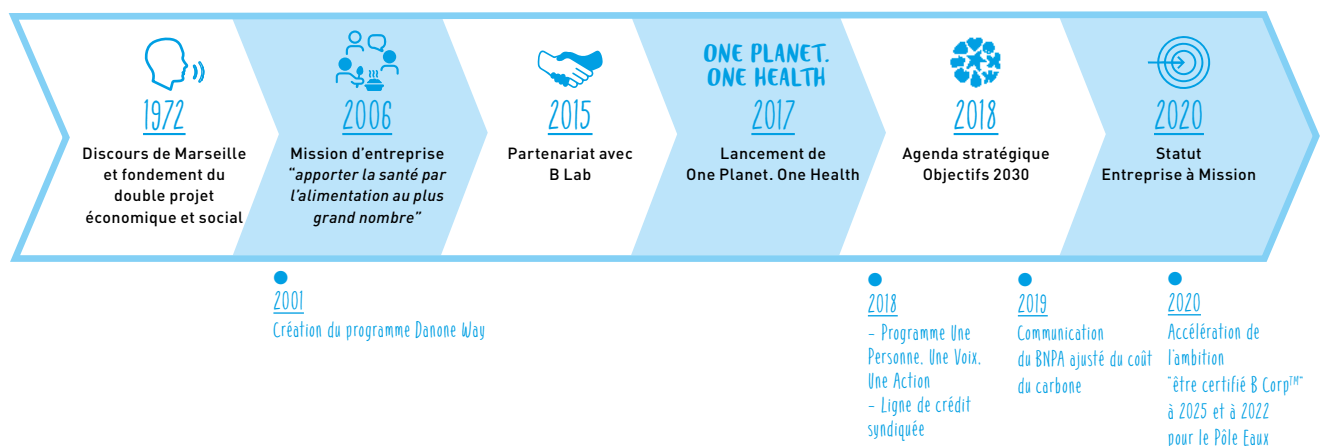 1972
Discours de Marseille
et fondement du
double projet
économique et social
2006
Mission d'entreprise
"apporter la santé par
l'alimentation au plus
grand nombre"
2015
Partenariat avec
B Lab
ONE PLANET.
ONE HEALTH
2017
Lancement de
One Planet. One Health
2018
Agenda stratégique
Objectifs 2030
2020
Statut
Entreprise à Mission
2001
Création du programme Danone Way
2018
– Programme Une
Personne, Une Voix,
Une Action
– Ligne de crédit
syndiquée
2019
Communication
du BNPA ajusté du coût
du carbone
2020
Accélération de
l'ambition
"être certifié B Corp™"
à 2025 et à 2022
pour le Pôle Eaux